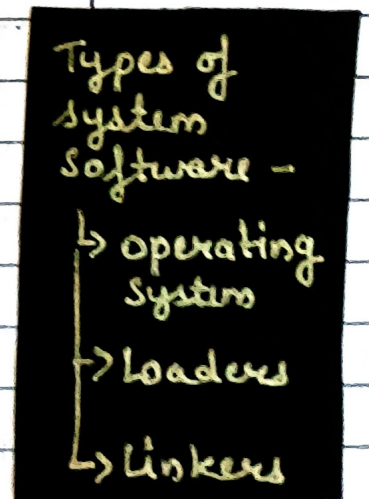 Types of
system
software -
↳ operating
system
→ Loaders
↳ Linkers